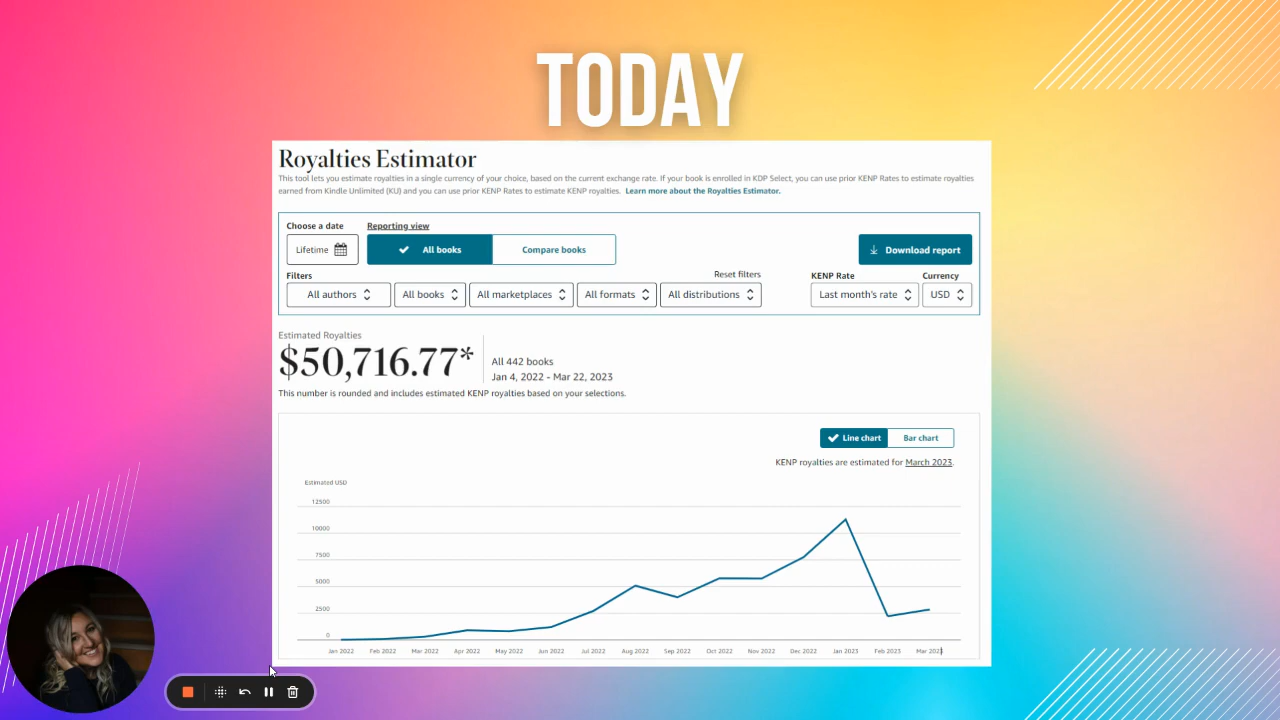 TODAY
Royalties Estimator
This tool lets you estimate royalties in a single currency of your choice, based on the current exchange rate. If your book is enrolled in KDP Select, you can use prior KENP Rates to estimate royalties
earned from Kindle Unlimited (KU) and you can use prior KENP Rates to estimate KENP royalties. Learn more about the Royalties Estimator.
Choose a date Reporting view
Lifetime All books Compare books Download report
Filters Reset filters KENP Rate Currency
All authors All books All marketplaces All formats All distributions Last month's rate USD
Estimated Royalties
$50,716.77*
All 442 books
Jan 4, 2022 - Mar 22, 2023
This number is rounded and includes estimated KENP royalties based on your selections.
Line chart Bar chart
KENP royalties are estimated for March 2023.
Estimated USD
12500
10000
7500
5000
2500
0
Jan 2022 Feb 2022 Mar 2022 Apr 2022 May 2022 Jun 2022 Jul 2022 Aug 2022 Sep 2022 Oct 2022 Nov 2022 Dec 2022 Jan 2023 Feb 2023 Mar 2023